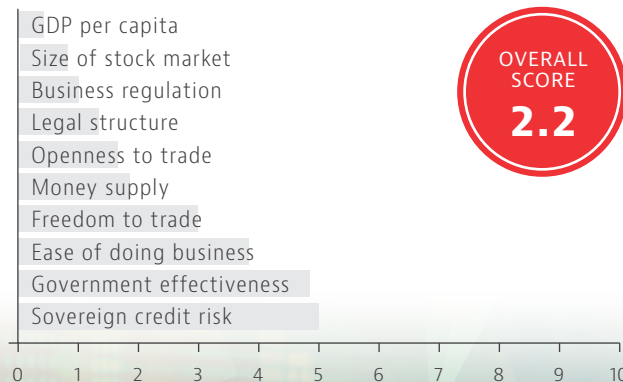 GDP per capita
Size of stock market
Business regulation
Legal structure
Openness to trade
Money supply
Freedom to trade
Ease of doing business
Government effectiveness
Sovereign credit risk
0 1 2 3 4 5 6 7 8 9 10
OVERALL
SCORE
2.2